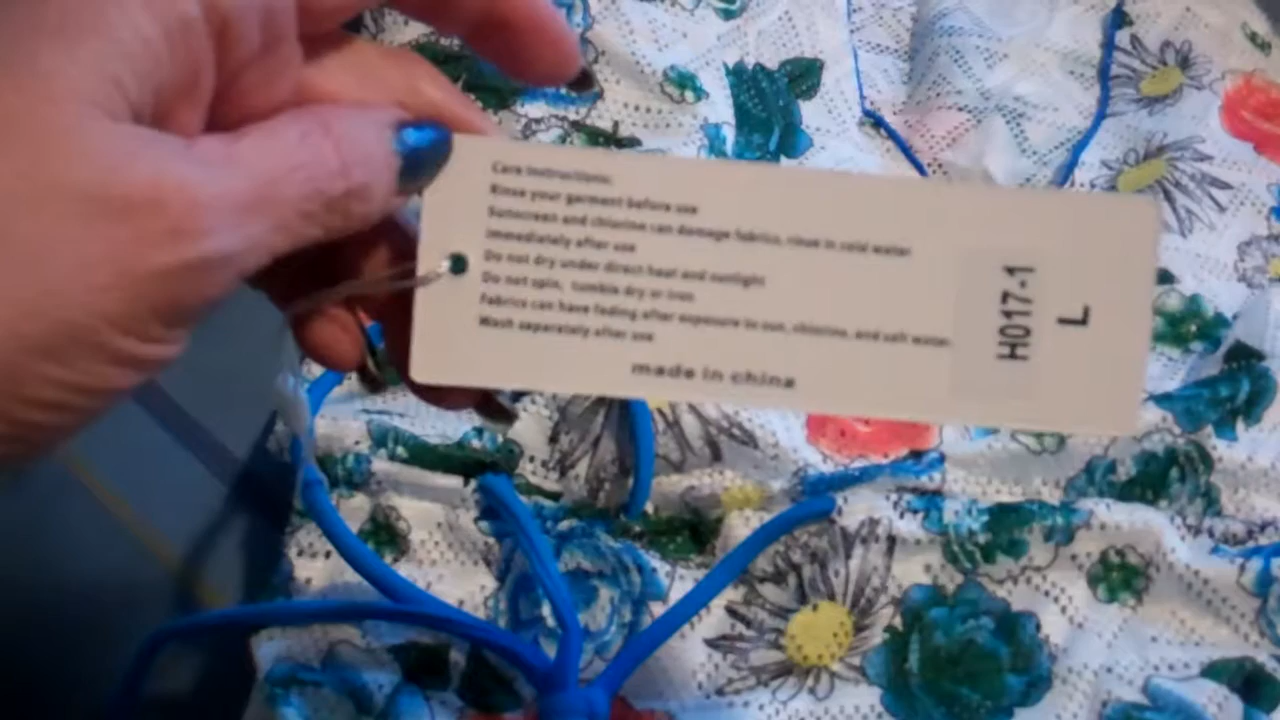 Care Instructions:
Rinse your garment before use
Sunscreen and chlorine can damage fabrics, rinse in cold water
immediately after use
Do not dry under direct heat and sunlight
Do not spin, tumble dry or iron
Fabrics can have fading after exposure to sun, chlorine, and salt water
Wash separately after use
made in china
H017-1
L